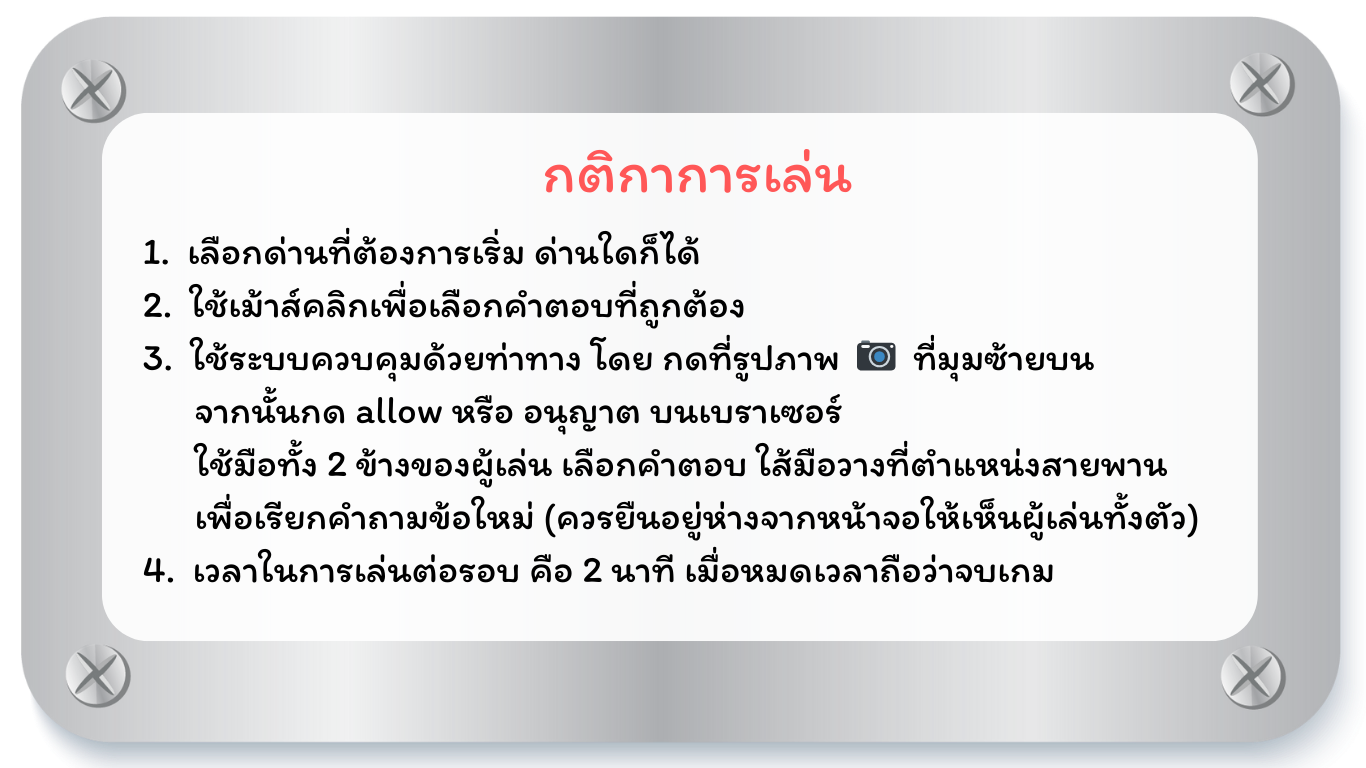 กติกาการเล่น
1. เลือกด่านที่ต้องการเริ่ม ด่านใดก็ได้
2. ใช้เม้าส์คลิกเพื่อเลือกคำตอบที่ถูกต้อง
3. ใช้ระบบควบคุมด้วยท่าทาง โดย กดที่รูปภาพ 📷 ที่มุมซ้ายบน
จากนั้นกด allow หรือ อนุญาต บนเบราเซอร์
ใช้มือทั้ง 2 ข้างของผู้เล่น เลือกคำตอบ ใส้มือวางที่ตำแหน่งสายพาน
เพื่อเรียกคำถามข้อใหม่ (ควรยืนอยู่ห่างจากหน้าจอให้เห็นผู้เล่นทั้งตัว)
4. เวลาในการเล่นต่อรอบ คือ 2 นาที เมื่อหมดเวลาถือว่าจบเกม